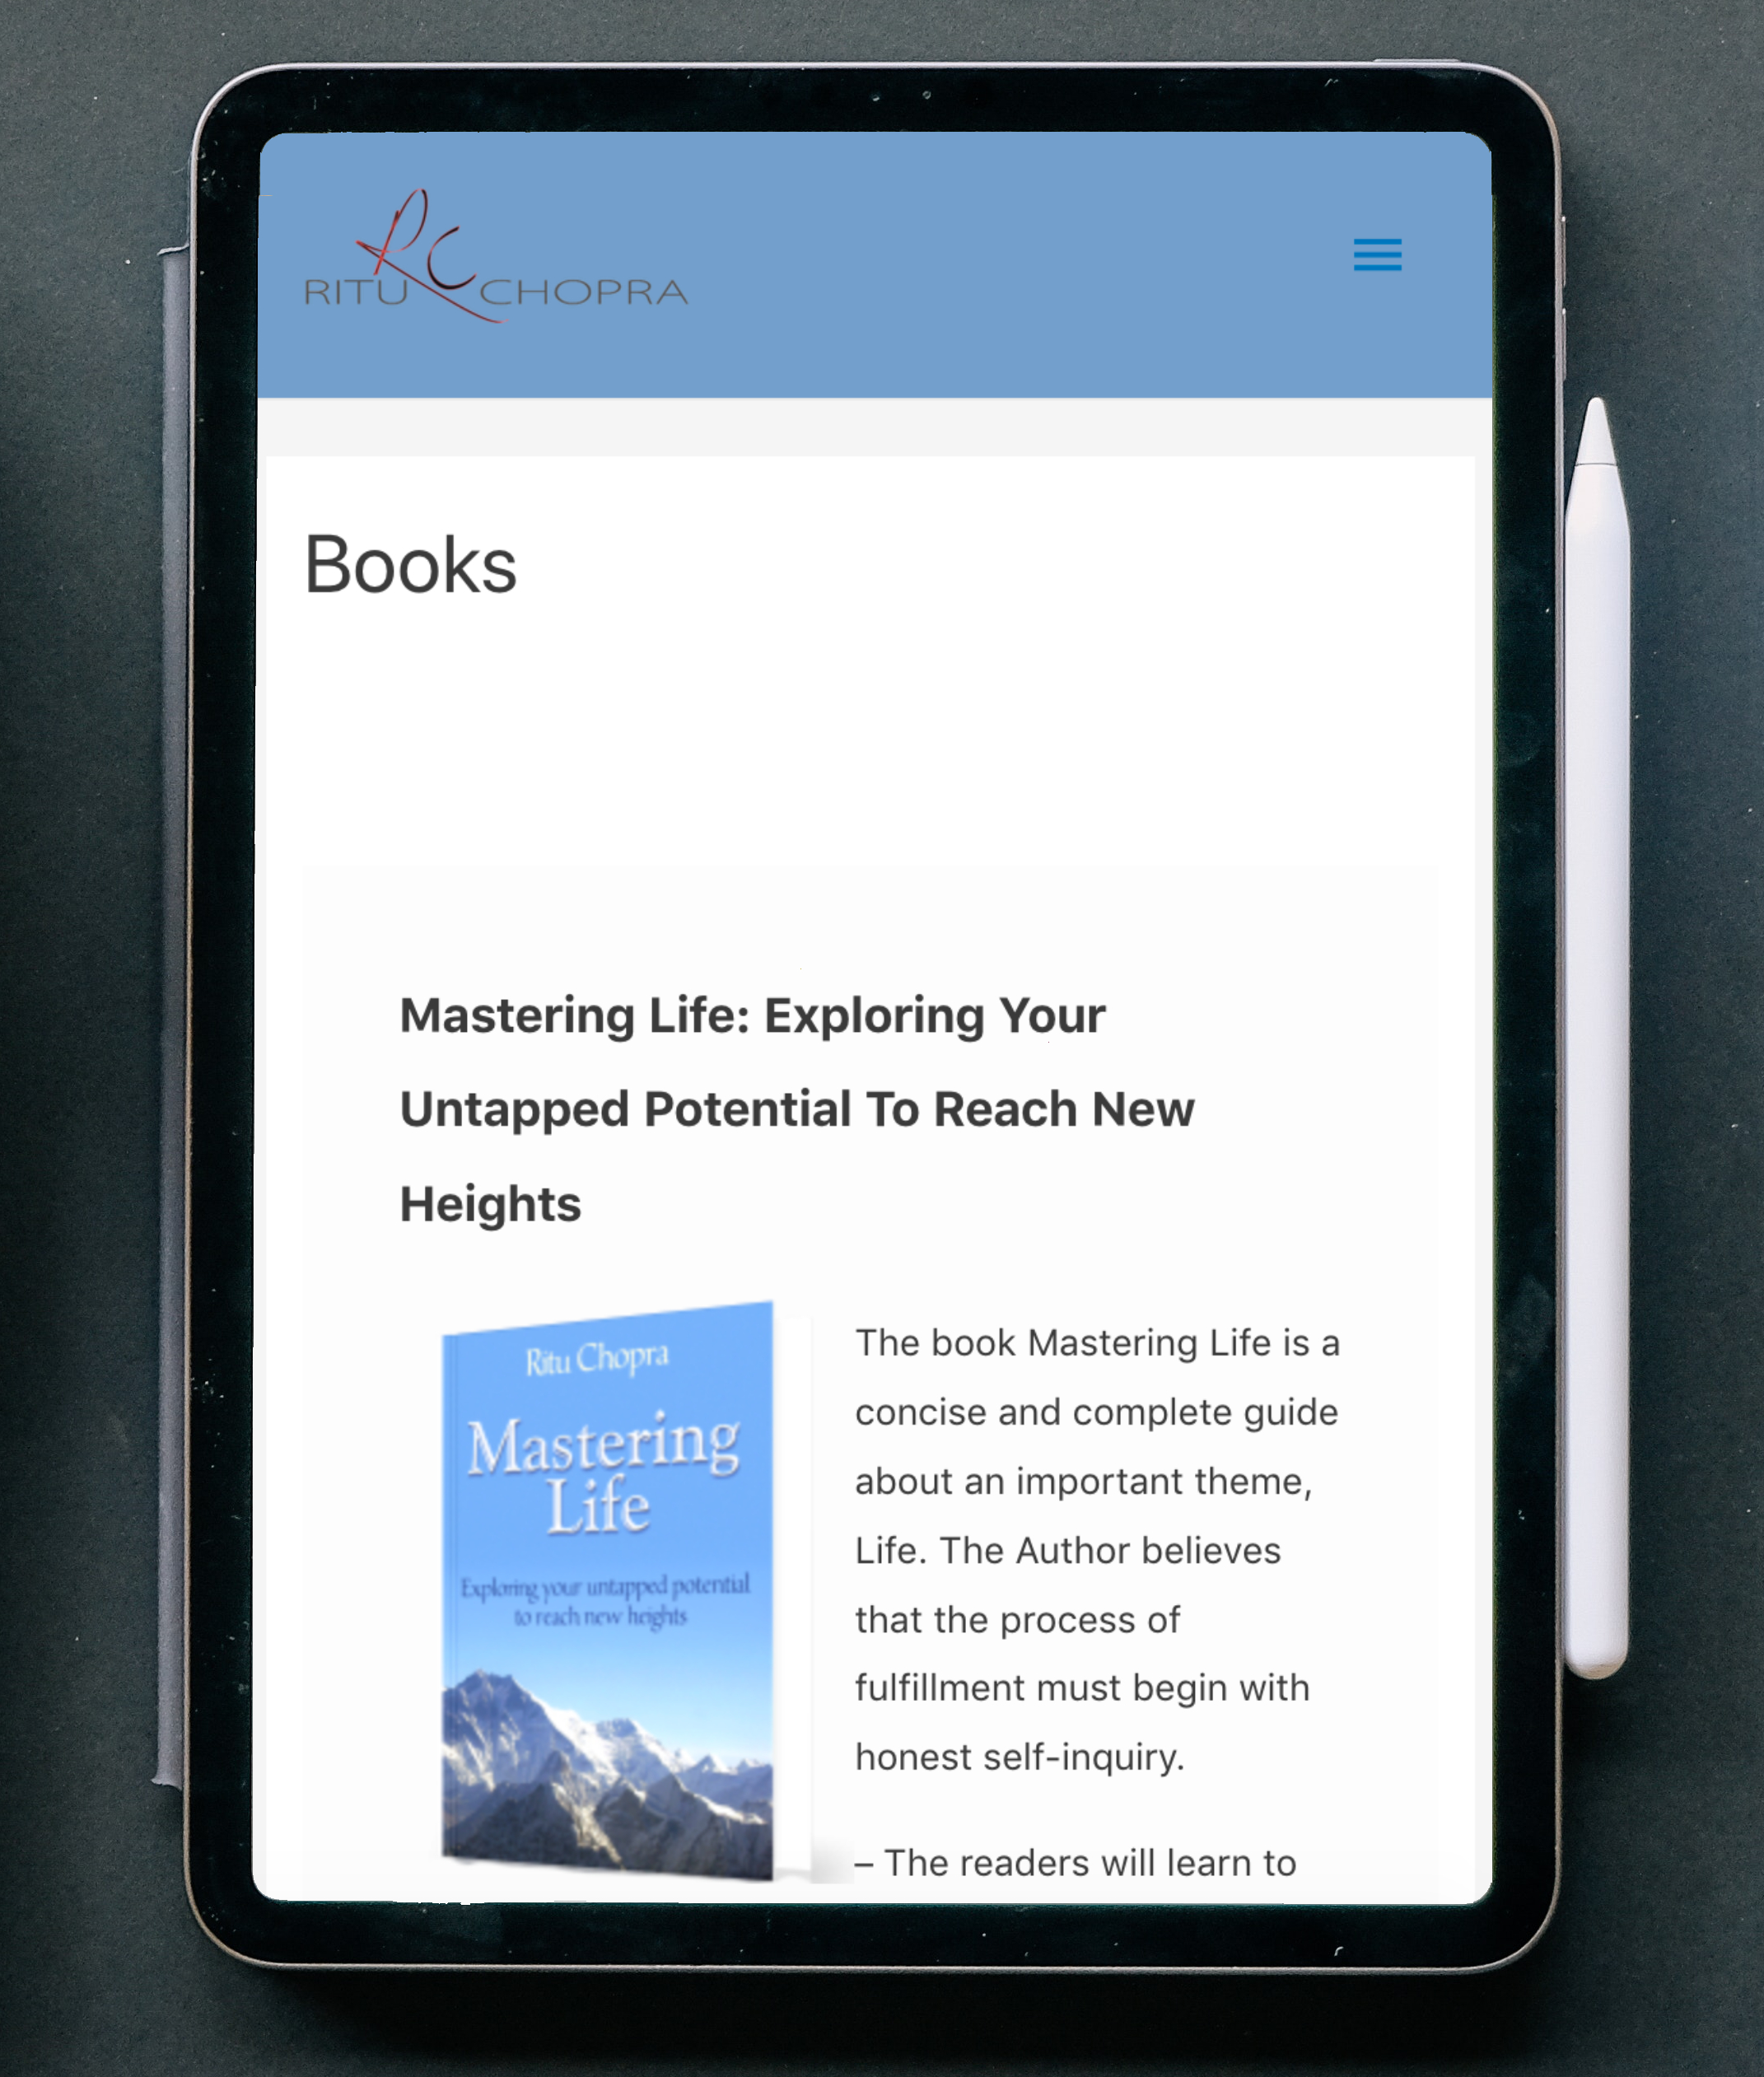 RC
RITU CHOPRA
Books
Mastering Life: Exploring Your
Untapped Potential To Reach New
Heights
Ritu Chopra
Mastering
Life
Exploring your untapped potential
to reach new heights
The book Mastering Life is a
concise and complete guide
about an important theme,
Life. The Author believes
that the process of
fulfillment must begin with
honest self-inquiry.
– The readers will learn to